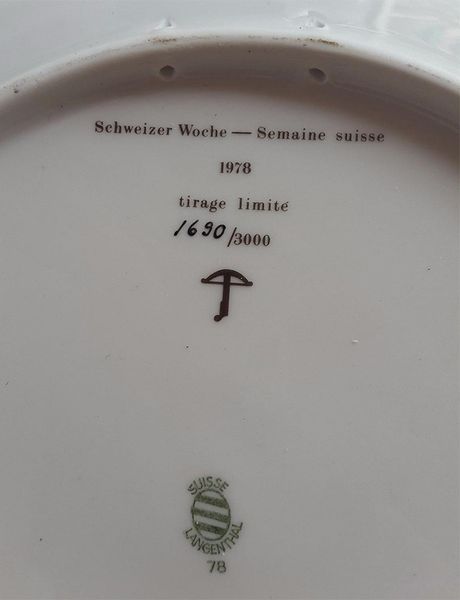 Schweizer Woche — Semaine suisse
1978
tirage limité
1690/3000
SUISSE
LANGENTHAL
78